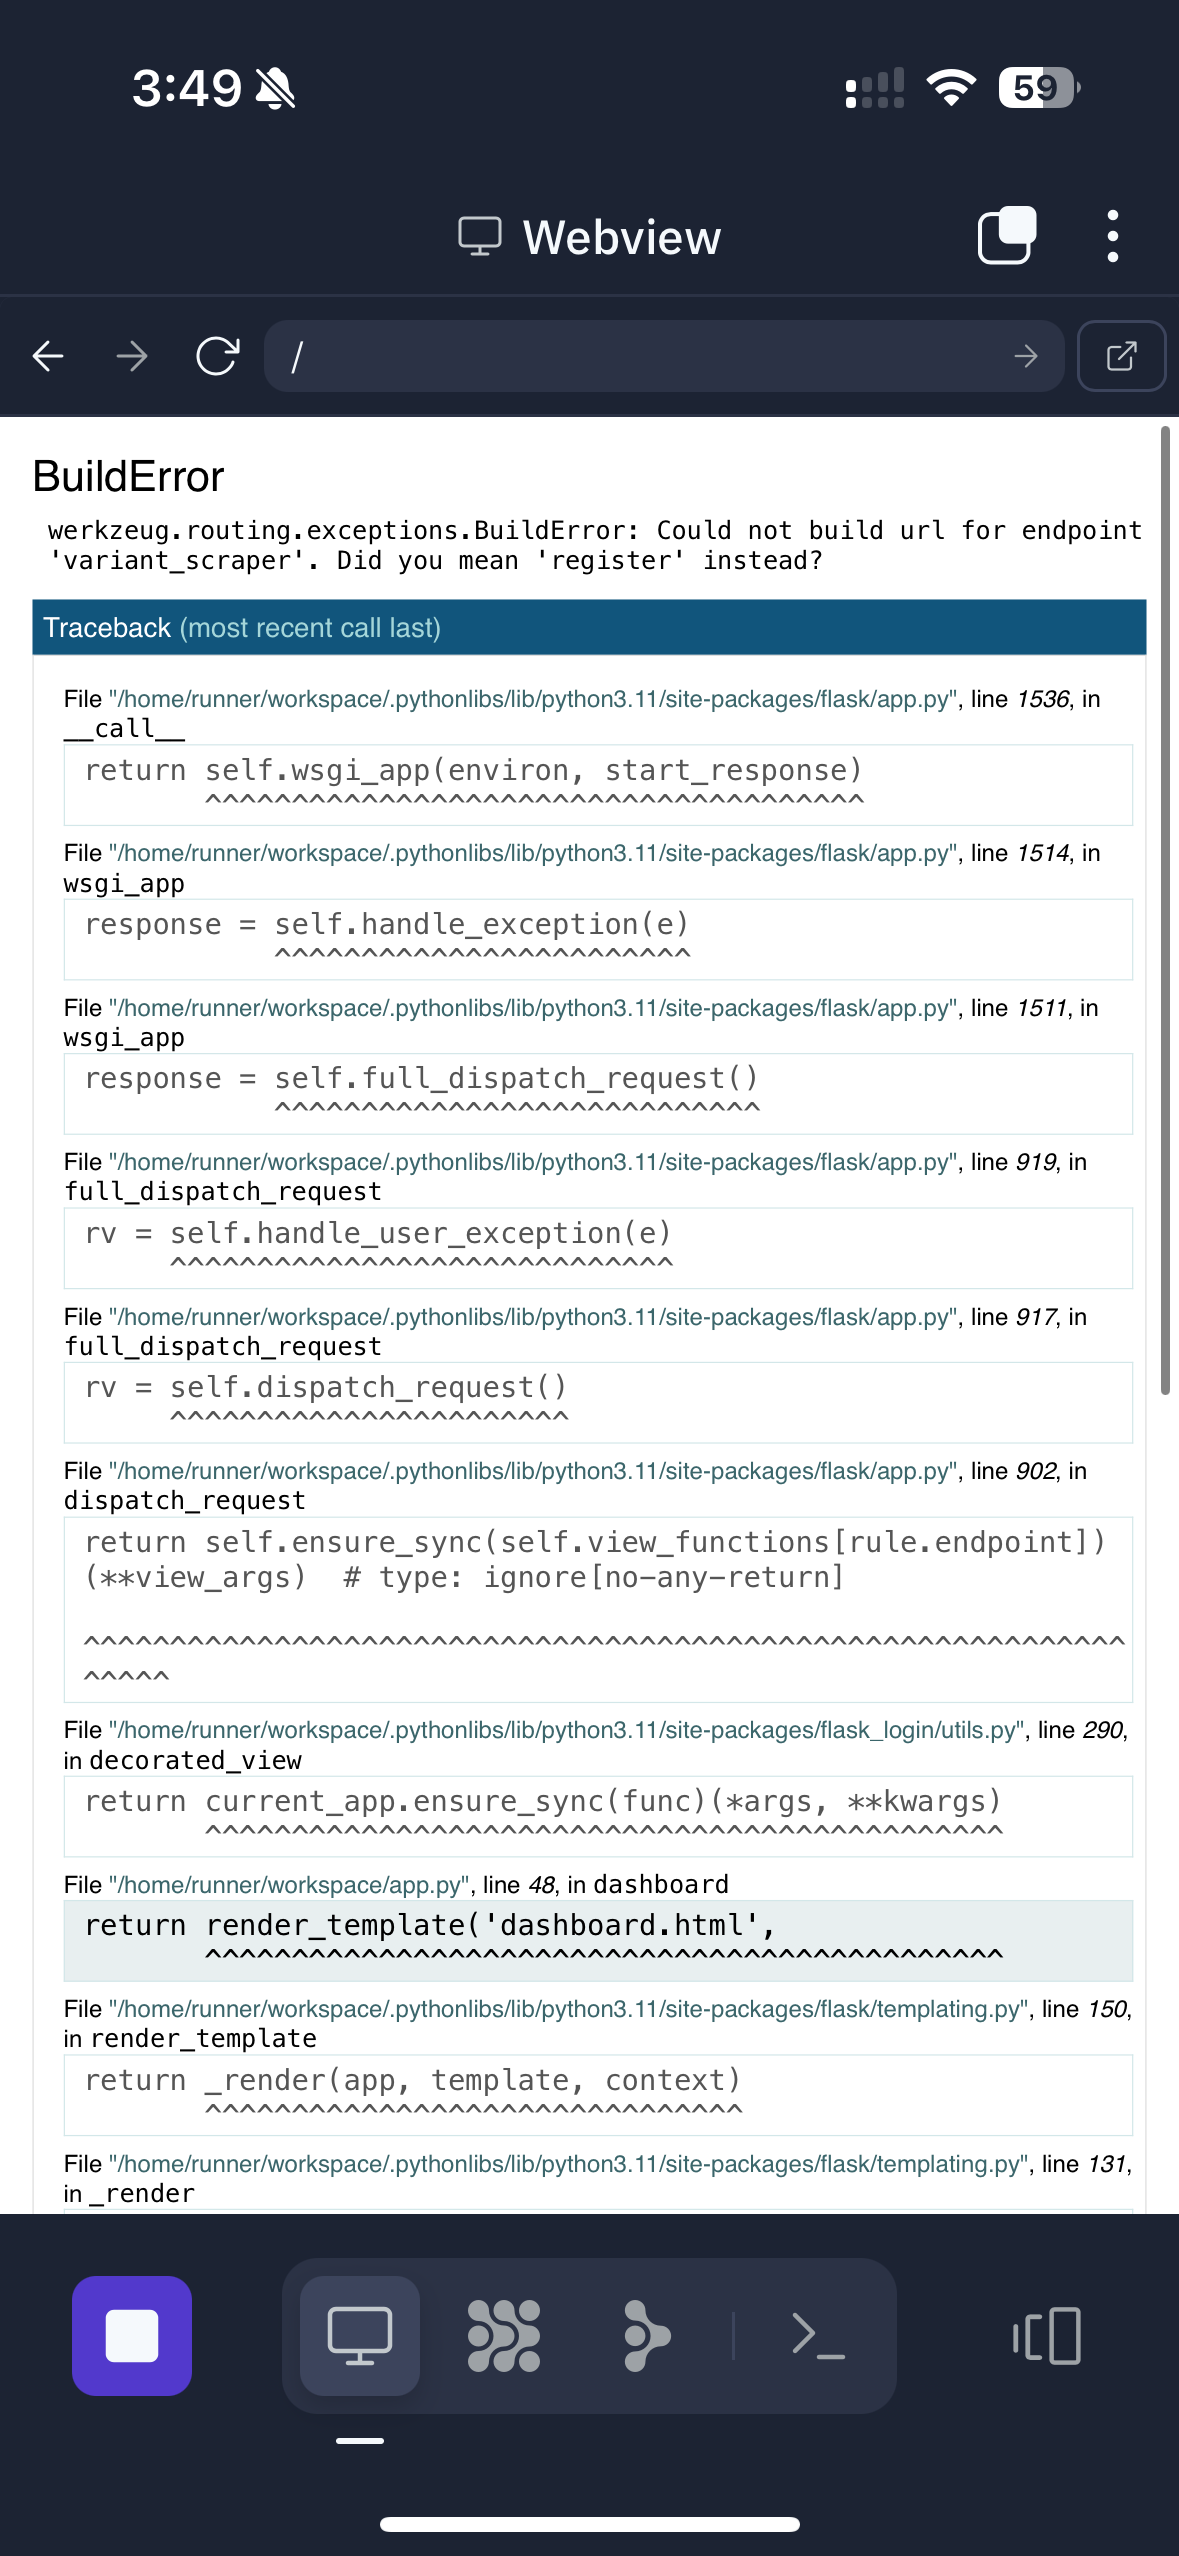 3:49
59
Webview
/
BuildError
werkzeug.routing.exceptions.BuildError: Could not build url for endpoint
'variant_scraper'. Did you mean 'register' instead?
Traceback (most recent call last)
File "/home/runner/workspace/.pythonlibs/lib/python3.11/site-packages/flask/app.py", line 1536, in
__call__
return self.wsgi_app(environ, start_response)
^^^^^^^^^^^^^^^^^^^^^^^^^^^^^^^^^^^^^^
File "/home/runner/workspace/.pythonlibs/lib/python3.11/site-packages/flask/app.py", line 1514, in
wsgi_app
response = self.handle_exception(e)
^^^^^^^^^^^^^^^^^^^^^^^^
File "/home/runner/workspace/.pythonlibs/lib/python3.11/site-packages/flask/app.py", line 1511, in
wsgi_app
response = self.full_dispatch_request()
^^^^^^^^^^^^^^^^^^^^^^^^^^^^
File "/home/runner/workspace/.pythonlibs/lib/python3.11/site-packages/flask/app.py", line 919, in
full_dispatch_request
rv = self.handle_user_exception(e)
^^^^^^^^^^^^^^^^^^^^^^^^^^^^^
File "/home/runner/workspace/.pythonlibs/lib/python3.11/site-packages/flask/app.py", line 917, in
full_dispatch_request
rv = self.dispatch_request()
^^^^^^^^^^^^^^^^^^^^^^^
File "/home/runner/workspace/.pythonlibs/lib/python3.11/site-packages/flask/app.py", line 902, in
dispatch_request
return self.ensure_sync(self.view_functions[rule.endpoint])
(**view_args)  # type: ignore[no-any-return]
^^^^^^^^^^^^^^^^^^^^^^^^^^^^^^^^^^^^^^^^^^^^^^^^^^^^^^^^^^^^
^^^^^
File "/home/runner/workspace/.pythonlibs/lib/python3.11/site-packages/flask_login/utils.py", line 290,
in decorated_view
return current_app.ensure_sync(func)(*args, **kwargs)
^^^^^^^^^^^^^^^^^^^^^^^^^^^^^^^^^^^^^^^^^^^^^^
File "/home/runner/workspace/app.py", line 48, in dashboard
return render_template('dashboard.html',
^^^^^^^^^^^^^^^^^^^^^^^^^^^^^^^^^^^^^^^^^^^^^^
File "/home/runner/workspace/.pythonlibs/lib/python3.11/site-packages/flask/templating.py", line 150,
in render_template
return _render(app, template, context)
^^^^^^^^^^^^^^^^^^^^^^^^^^^^^^^
File "/home/runner/workspace/.pythonlibs/lib/python3.11/site-packages/flask/templating.py", line 131,
in _render